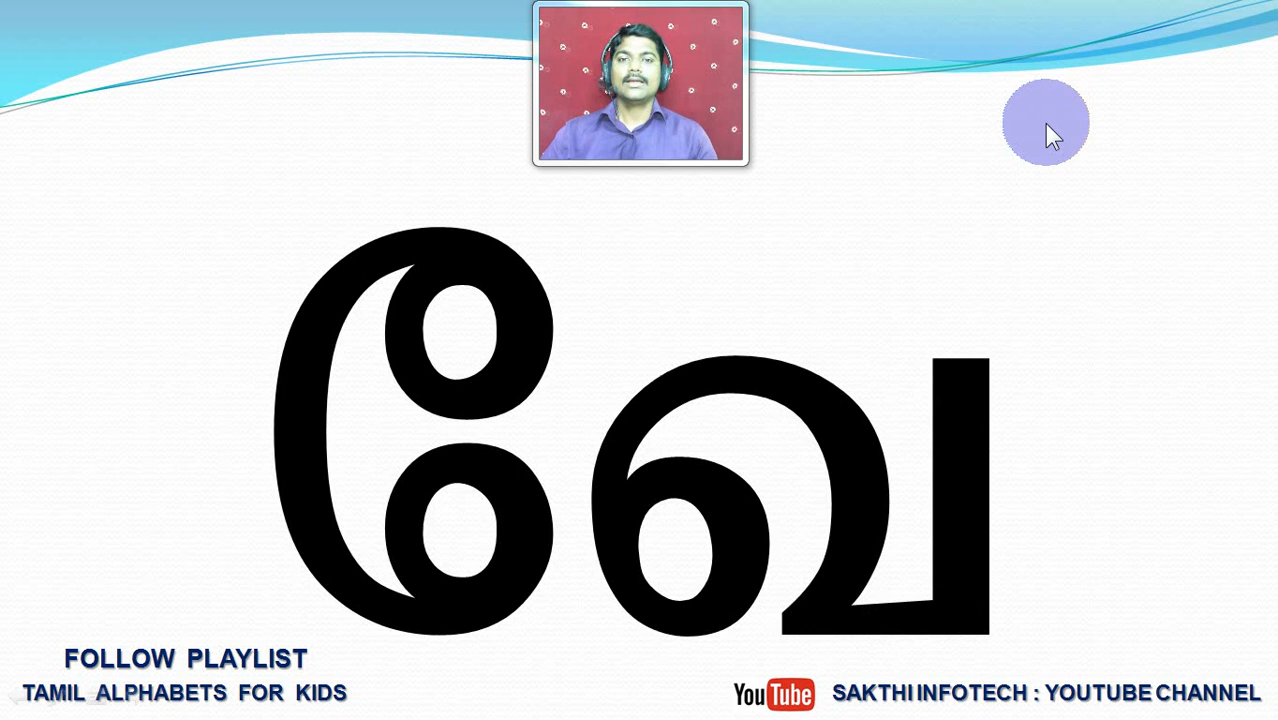 வே
FOLLOW PLAYLIST
TAMIL ALPHABETS FOR KIDS
YouTube SAKTHI INFOTECH : YOUTUBE CHANNEL